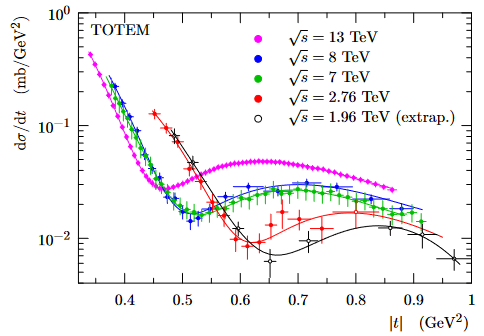 TOTEM
√s = 13 TeV
√s = 8 TeV
√s = 7 TeV
√s = 2.76 TeV
√s = 1.96 TeV (extrap.)
dσ/dt (mb/GeV²)
10⁰
10⁻¹
10⁻²
0.4 0.5 0.6 0.7 0.8 0.9 1
|t| (GeV²)